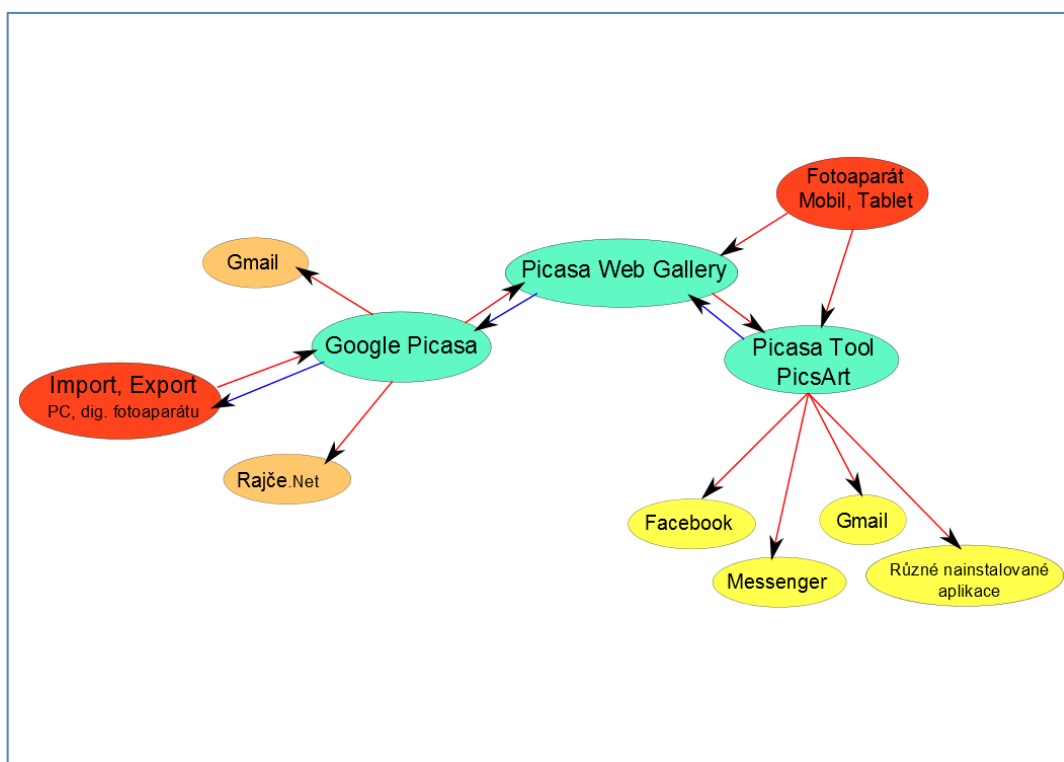 Fotoaparát
Mobil, Tablet
Gmail
Picasa Web Gallery
Google Picasa
Picasa Tool
PicsArt
Import, Export
PC, dig. fotoaparátu
Rajče.Net
Facebook
Gmail
Messenger
Různé nainstalované
aplikace